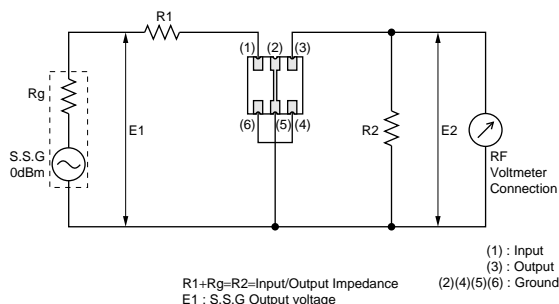 R1
(1) (2) (3)
Rg
E1
R2
E2
(6) (5) (4)
S.S.G
0dBm
RF
Voltmeter
Connection
(1) : Input
(3) : Output
R1+Rg=R2=Input/Output Impedance
(2)(4)(5)(6) : Ground
E1 : S.S.G Output voltage